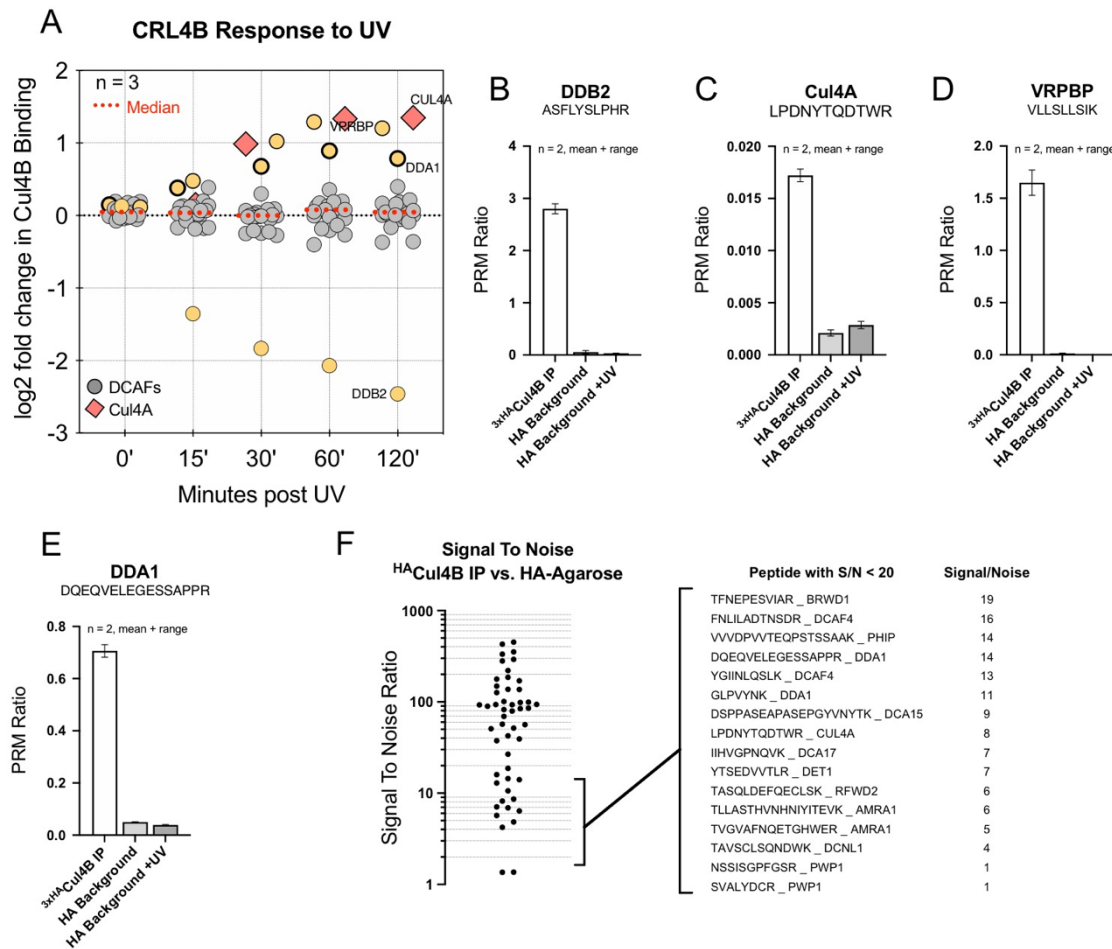 A
CRL4B Response to UV
n = 3
Median
log2 fold change in Cul4B Binding
2
1
0
-1
-2
-3
CUL4A
VPRBP
DDA1
DDB2
DCAFs
Cul4A
0' 15' 30' 60' 120'
Minutes post UV
B
DDB2
ASFLYSLPHR
n = 2, mean + range
PRM Ratio
4
3
2
1
0
3xHACul4B IP
HA Background
HA Background +UV
C
Cul4A
LPDNYTQDTWR
n = 2, mean + range
PRM Ratio
0.020
0.015
0.010
0.005
0.000
3xHACul4B IP
HA Background
HA Background +UV
D
VRPBP
VLLSLLSIK
n = 2, mean + range
PRM Ratio
2.0
1.5
1.0
0.5
0.0
3xHACul4B IP
HA Background
HA Background +UV
E
DDA1
DQEQVELEGESSAPPR
n = 2, mean + range
PRM Ratio
0.8
0.6
0.4
0.2
0.0
3xHACul4B IP
HA Background
HA Background +UV
F
Signal To Noise
HACul4B IP vs. HA-Agarose
Signal To Noise Ratio
1000
100
10
1
Peptide with S/N < 20 Signal/Noise
TFNEPESVIAR _ BRWD1 19
FNLILADTNSDR _ DCAF4 16
VVVDPVVTEQPSTSSAAK _ PHIP 14
DQEQVELEGESSAPPR _ DDA1 14
YGIINLQSLK _ DCAF4 13
GLPVYNK _ DDA1 11
DSPPASEAPASEPGYVNYTK _ DCA15 9
LPDNYTQDTWR _ CUL4A 8
IIHVGPNQVK _ DCA17 7
YTSEDVVTLR _ DET1 7
TASQLDEFQECLSK _ RFWD2 6
TLLASTHVNHNIYITEVK _ AMRA1 6
TVGVAFNQETGHWER _ AMRA1 5
TAVSCLSQNDWK _ DCNL1 4
NSSISGPFGSR _ PWP1 1
SVALYDCR _ PWP1 1